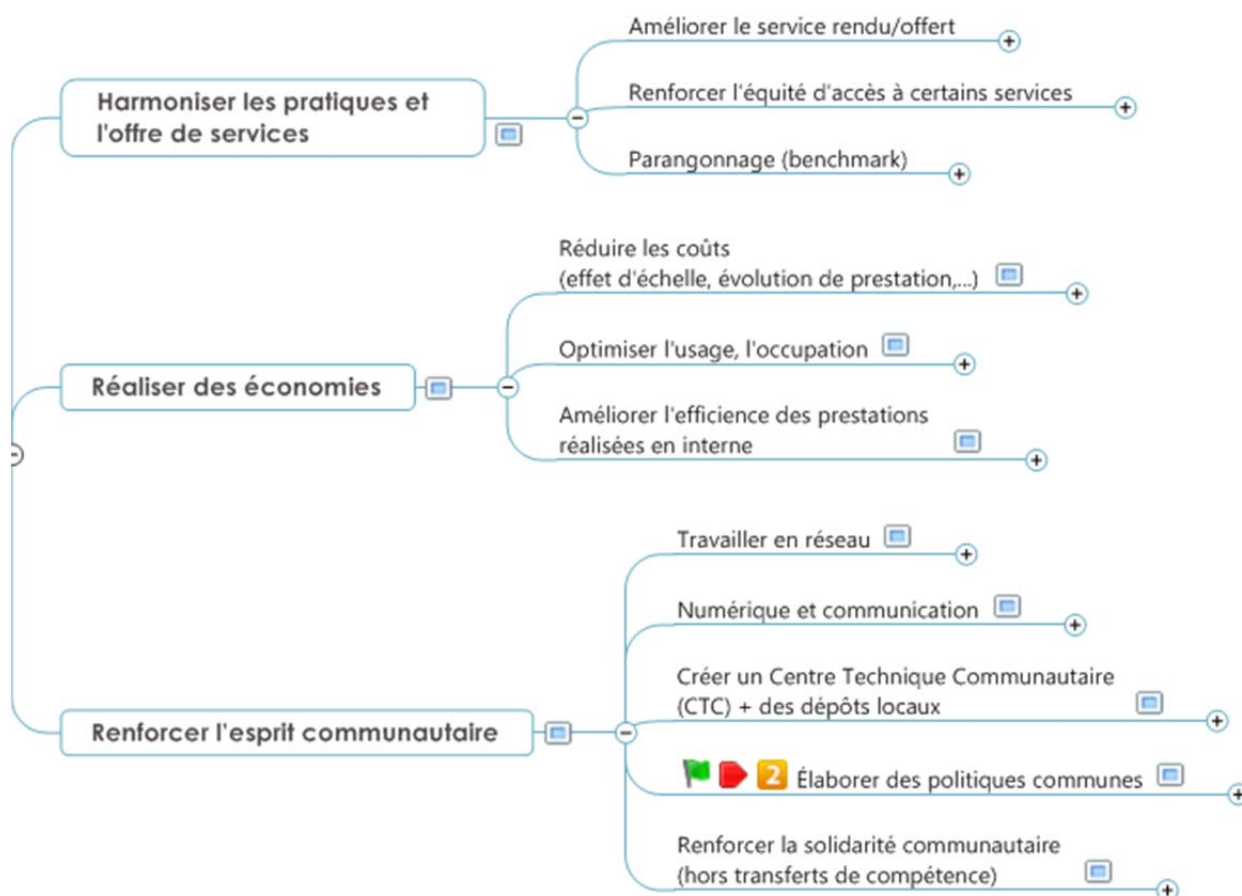 Améliorer le service rendu/offert
Harmoniser les pratiques et
l'offre de services
Renforcer l'équité d'accès à certains services
Parangonnage (benchmark)
Réduire les coûts
(effet d'échelle, évolution de prestation,...)
Réaliser des économies
Optimiser l'usage, l'occupation
Améliorer l'efficience des prestations
réalisées en interne
Renforcer l'esprit communautaire
Travailler en réseau
Numérique et communication
Créer un Centre Technique Communautaire
(CTC) + des dépôts locaux
2 Élaborer des politiques communes
Renforcer la solidarité communautaire
(hors transferts de compétence)